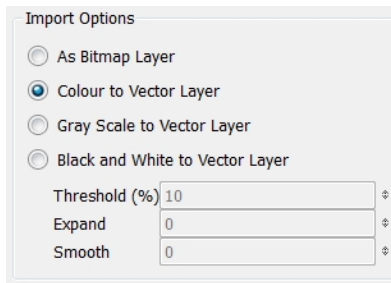 Import Options
As Bitmap Layer
Colour to Vector Layer
Gray Scale to Vector Layer
Black and White to Vector Layer
Threshold (%) 10
Expand 0
Smooth 0